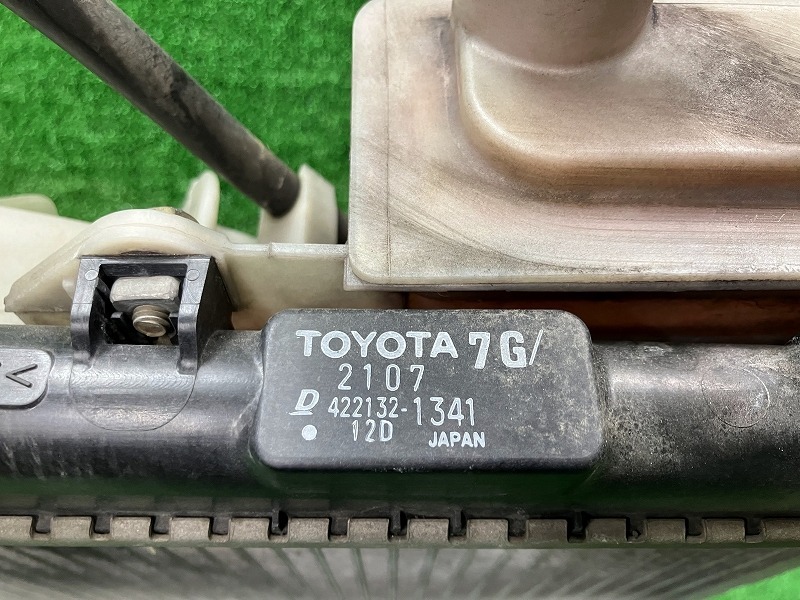 TOYOTA 7G/
2107
D 422132-1341
12D JAPAN